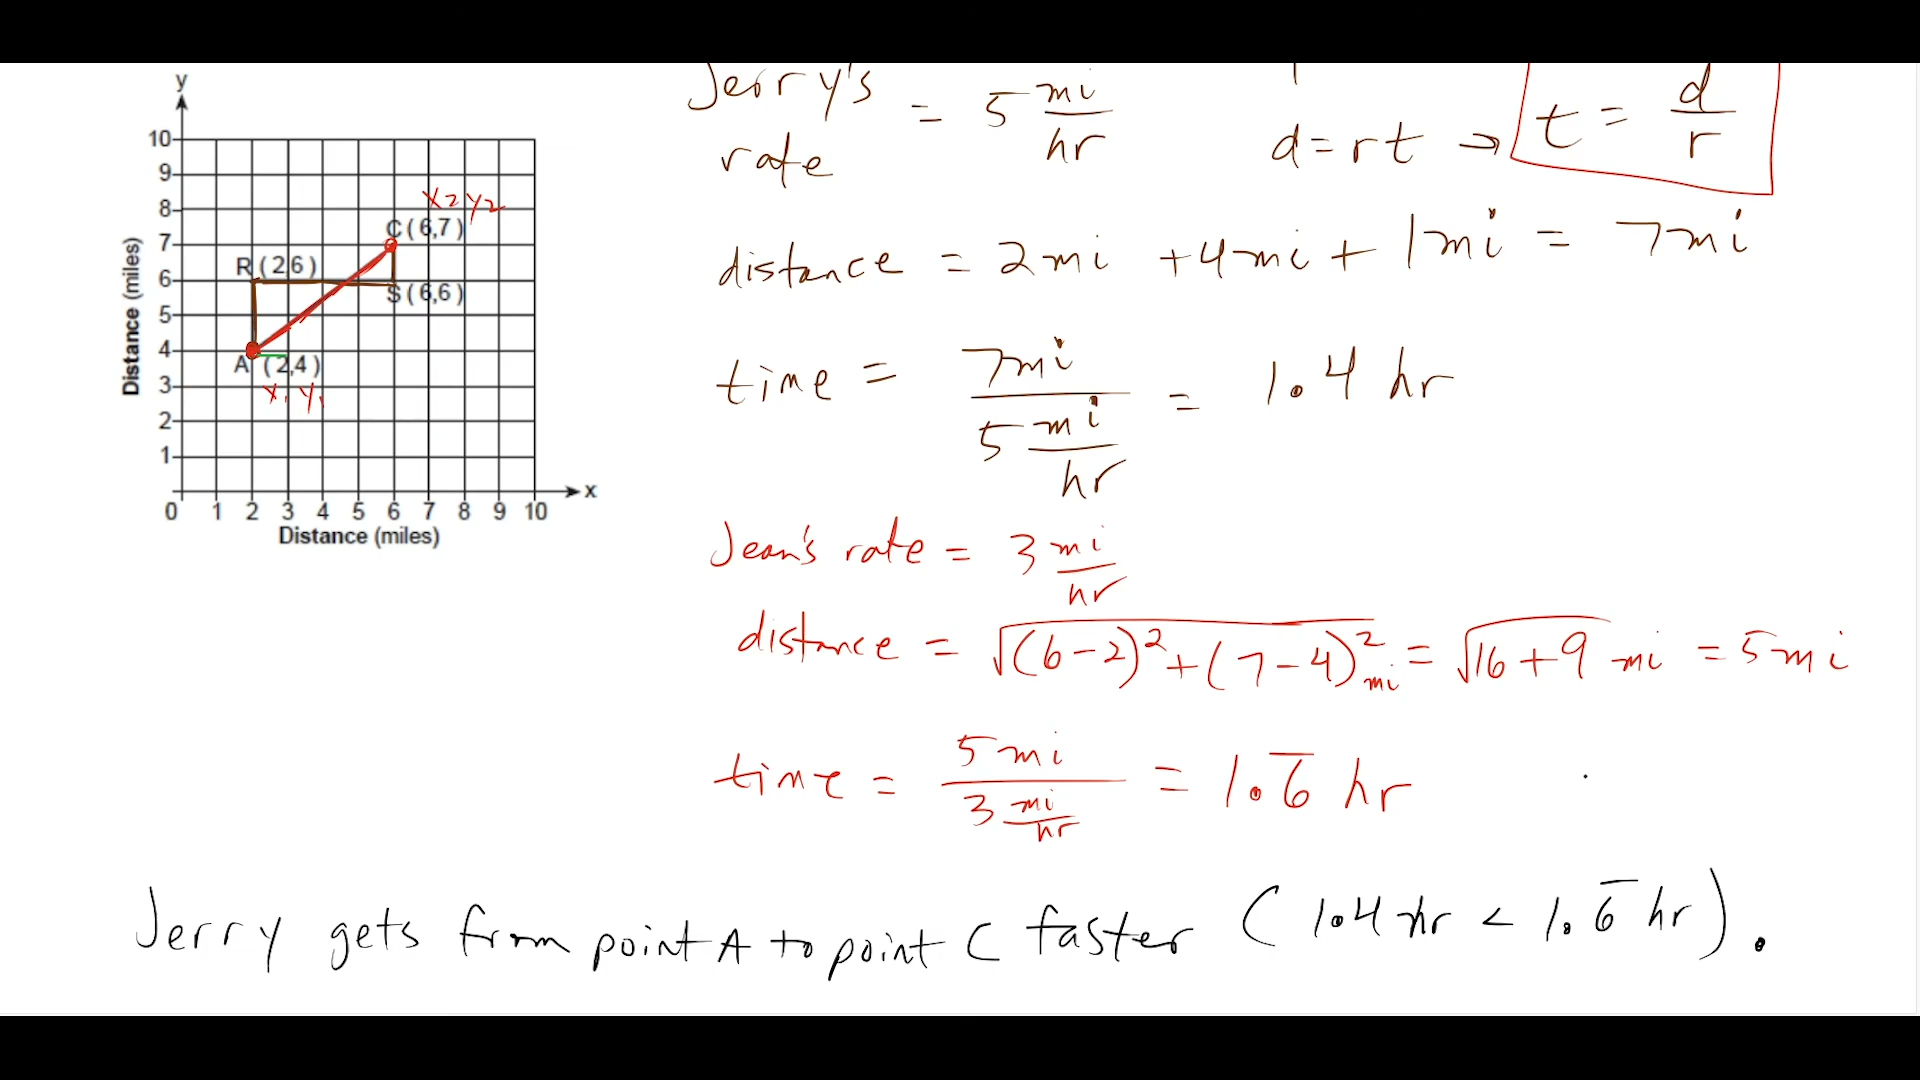 y
10
9
8
7
6
5
4
3
2
1
0 1 2 3 4 5 6 7 8 9 10
x
Distance (miles)
Distance (miles)
x2 y2
C (6,7)
R (2 6)
S (6,6)
A (2,4)
x1 y1
Jerry's rate = 5 mi/hr
d = rt → t = d/r
distance = 2mi + 4mi + 1mi = 7mi
time = 7mi / 5 mi/hr = 1.4 hr
Jean's rate = 3 mi/hr
distance = √(6-2)²+(7-4)² mi = √16+9 mi = 5mi
time = 5mi / 3 mi/hr = 1.6̅ hr
Jerry gets from point A to point C faster (1.4 hr < 1.6̅ hr).